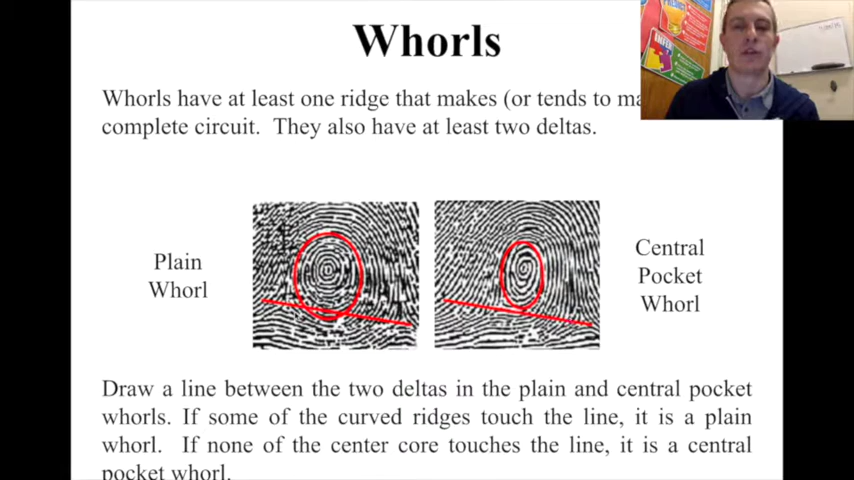 Whorls
Whorls have at least one ridge that makes (or tends to
complete circuit. They also have at least two deltas.
Plain
Whorl
Central
Pocket
Whorl
Draw a line between the two deltas in the plain and central pocket
whorls. If some of the curved ridges touch the line, it is a plain
whorl. If none of the center core touches the line, it is a central
pocket whorl.
PREDICT
INFER